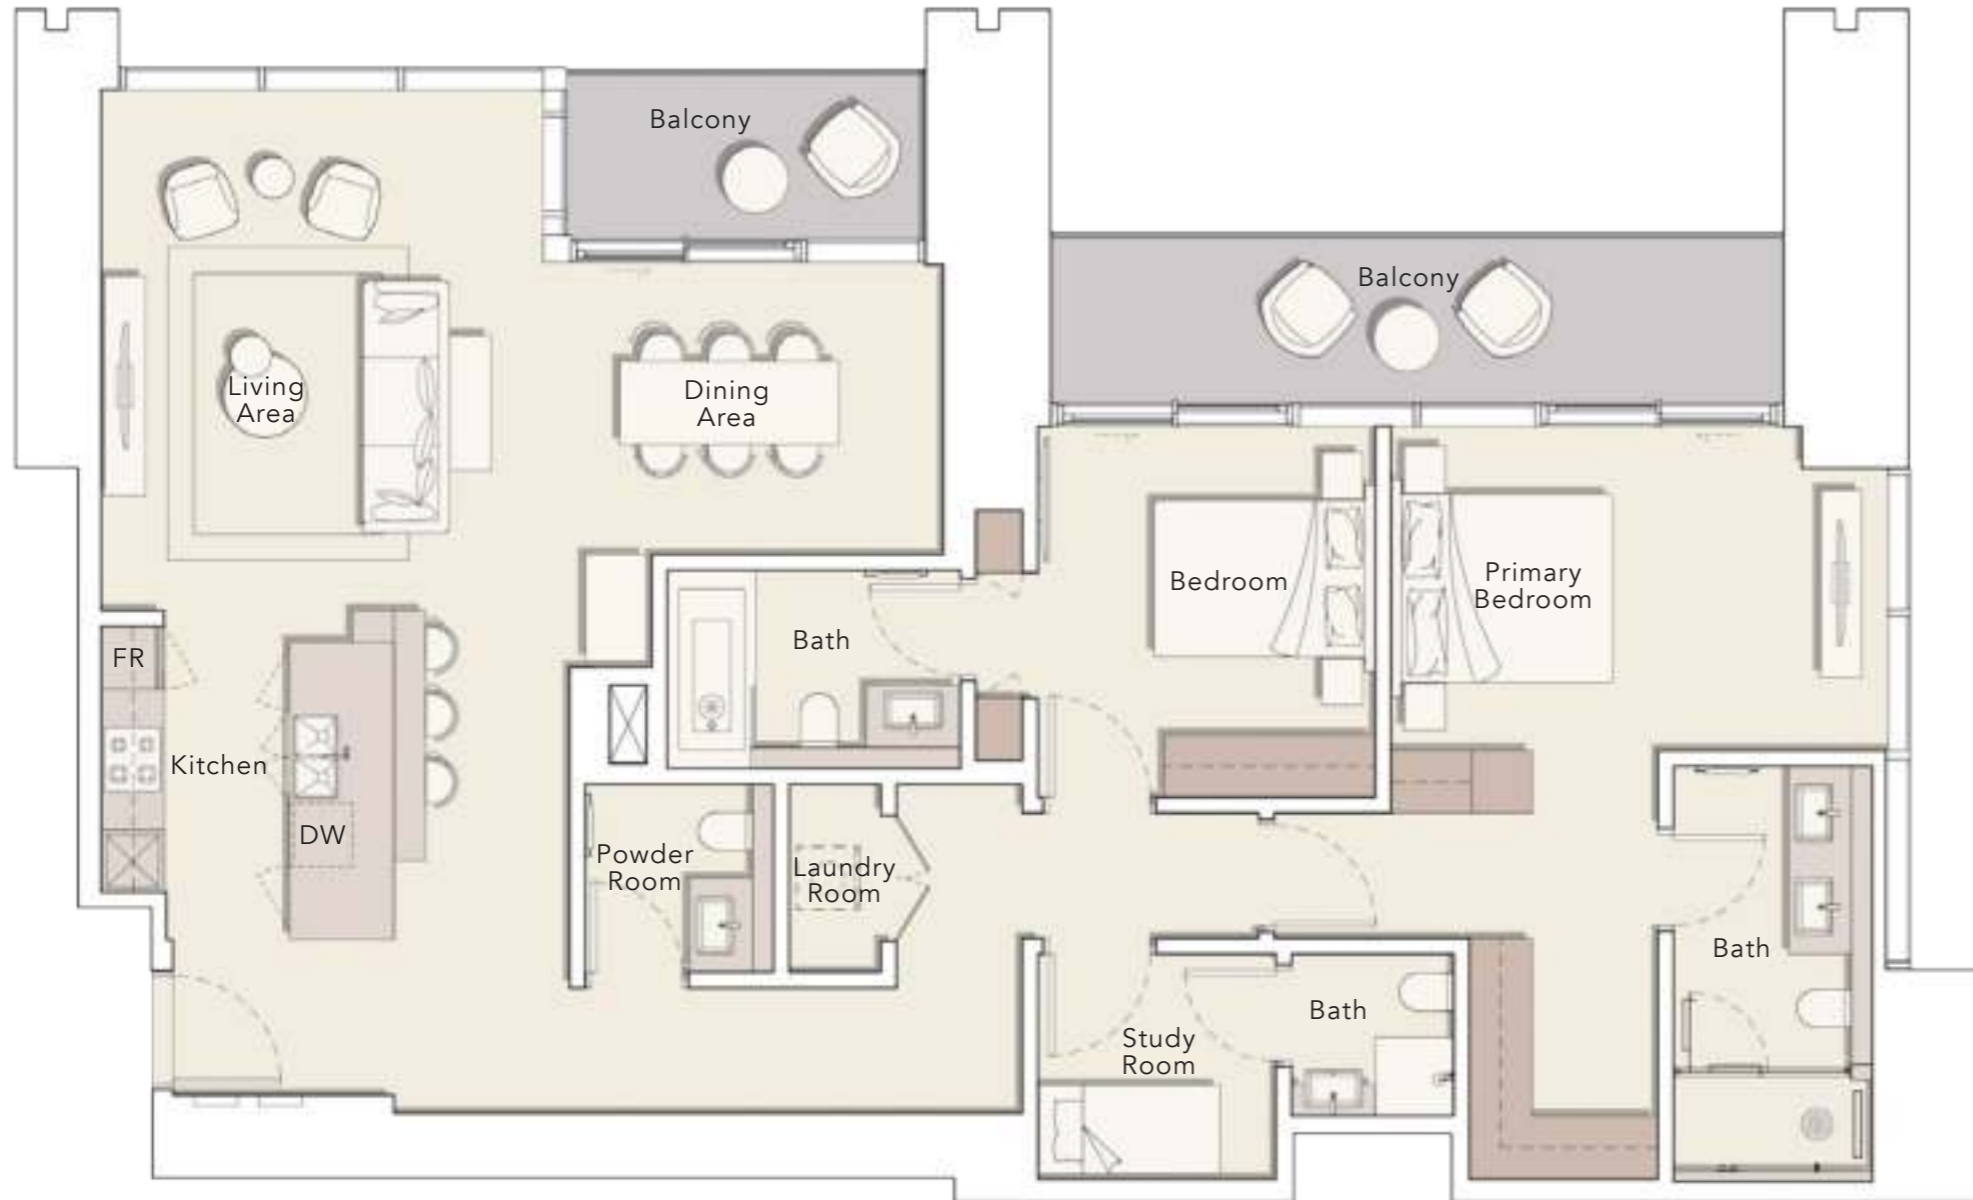 Balcony
Balcony
Living
Area
Dining
Area
Bedroom
Primary
Bedroom
Bath
FR
Kitchen
DW
Powder
Room
Laundry
Room
Bath
Bath
Study
Room